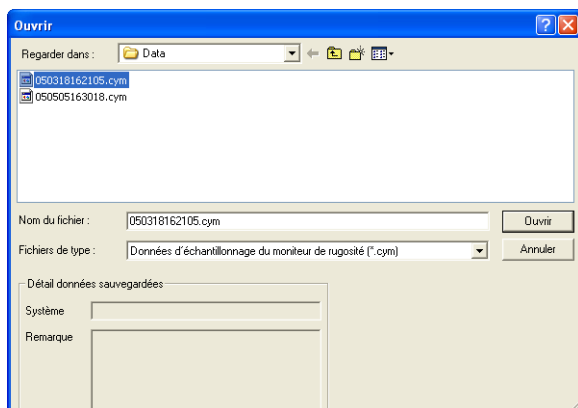 Ouvrir
Regarder dans :
Data
050318162105.cym
050505163018.cym
Nom du fichier :
050318162105.cym
Ouvrir
Fichiers de type :
Données d'échantillonnage du moniteur de rugosité (*.cym)
Annuler
Détail données sauvegardées
Système
Remarque